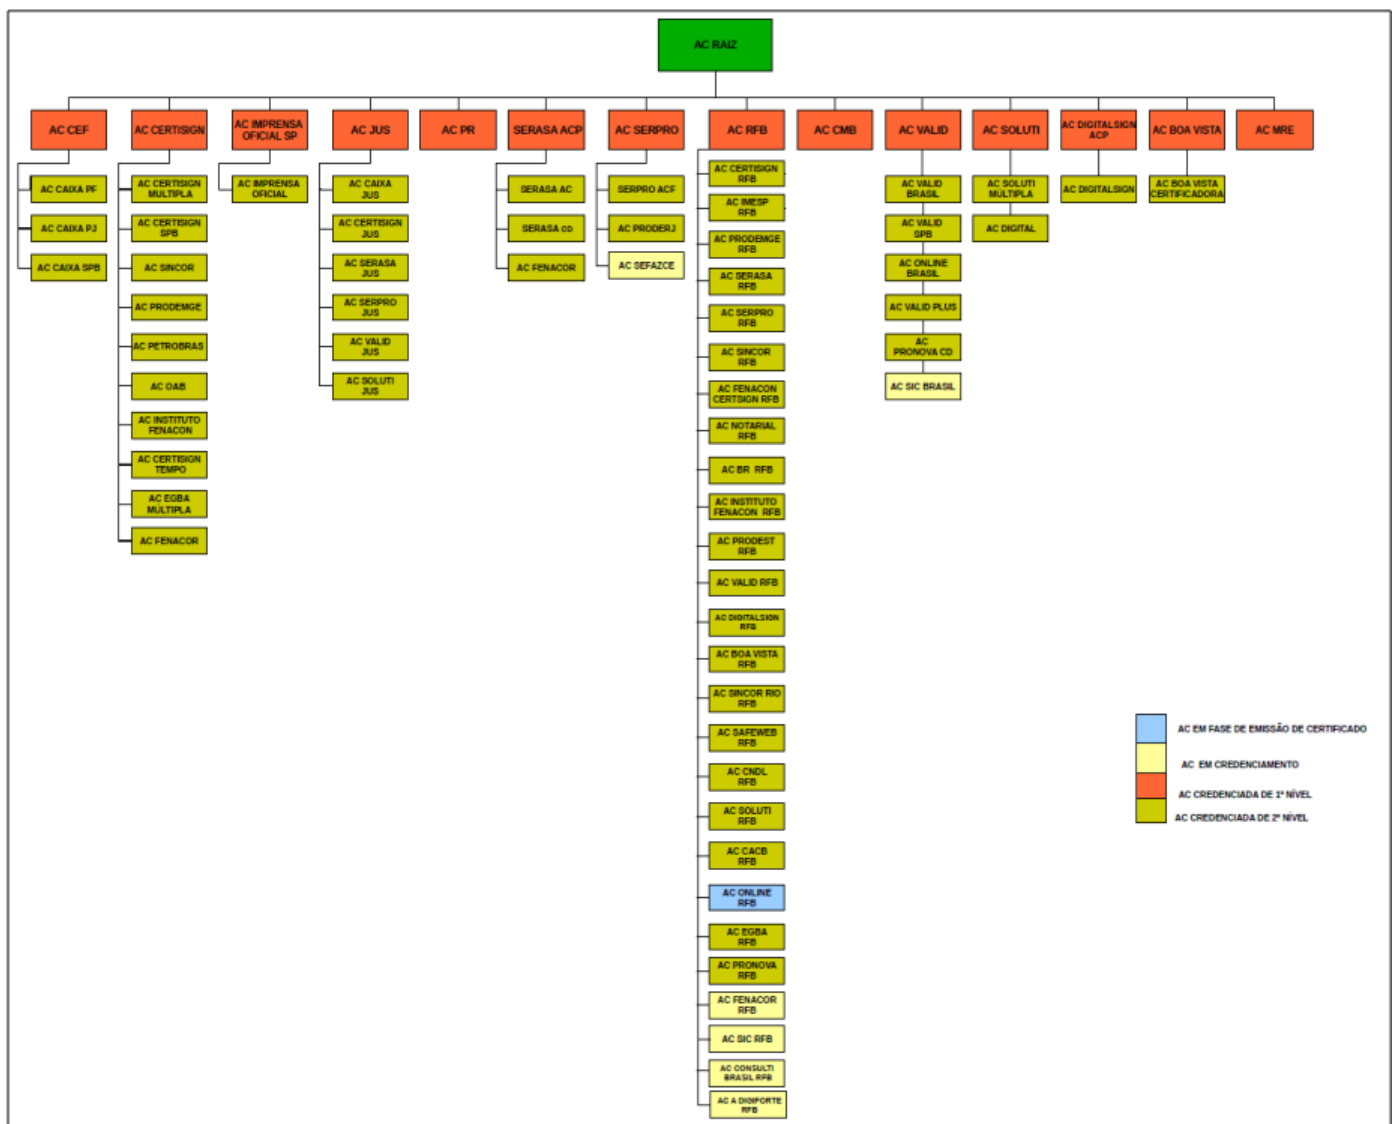 AC RAIZ
AC CEF
AC CERTISIGN
AC IMPRENSA
OFICIAL SP
AC JUS
AC PR
SERASA ACP
AC SERPRO
AC RFB
AC CMB
AC VALID
AC SOLUTI
AC DIGITALSIGN
ACP
AC BOA VISTA
AC MRE
AC CAIXA PF
AC CAIXA PJ
AC CAIXA SPB
AC CERTISIGN
MULTIPLA
AC CERTISIGN
SPB
AC SINCOR
AC PRODEMGE
AC PETROBRAS
AC OAB
AC INSTITUTO
FENACON
AC CERTISIGN
TEMPO
AC EGBA
MÚLTIPLA
AC FENACOR
AC IMPRENSA
OFICIAL
AC CAIXA
JUS
AC CERTISIGN
JUS
AC SERASA
JUS
AC SERPRO
JUS
AC VALID
JUS
AC SOLUTI
JUS
SERASA AC
SERASA CD
AC FENACOR
SERPRO ACF
AC PRODERJ
AC SEFAZCE
AC CERTISIGN
RFB
AC IMESP
RFB
AC PRODEMGE
RFB
AC SERASA
RFB
AC SERPRO
RFB
AC SINCOR
RFB
AC FENACON
CERTSIGN RFB
AC NOTARIAL
RFB
AC BR RFB
AC INSTITUTO
FENACON RFB
AC PRODEST
RFB
AC VALID RFB
AC DIGITALSIGN
RFB
AC BOA VISTA
RFB
AC SINCOR RIO
RFB
AC SAFEWEB
RFB
AC CNDL
RFB
AC SOLUTI
RFB
AC CACB
RFB
AC ONLINE
RFB
AC EGBA
RFB
AC PRONOVA
RFB
AC FENACOR
RFB
AC SIC RFB
AC CONSULTI
BRASIL RFB
AC A DIGIFORTE
RFB
AC VALID
BRASIL
AC VALID
SPB
AC ONLINE
BRASIL
AC VALID PLUS
AC
PRONOVA CD
AC SIC BRASIL
AC SOLUTI
MÚLTIPLA
AC DIGITAL
AC DIGITALSIGN
AC BOA VISTA
CERTIFICADORA
AC EM FASE DE EMISSÃO DE CERTIFICADO
AC EM CREDENCIAMENTO
AC CREDENCIADA DE 1º NÍVEL
AC CREDENCIADA DE 2º NÍVEL